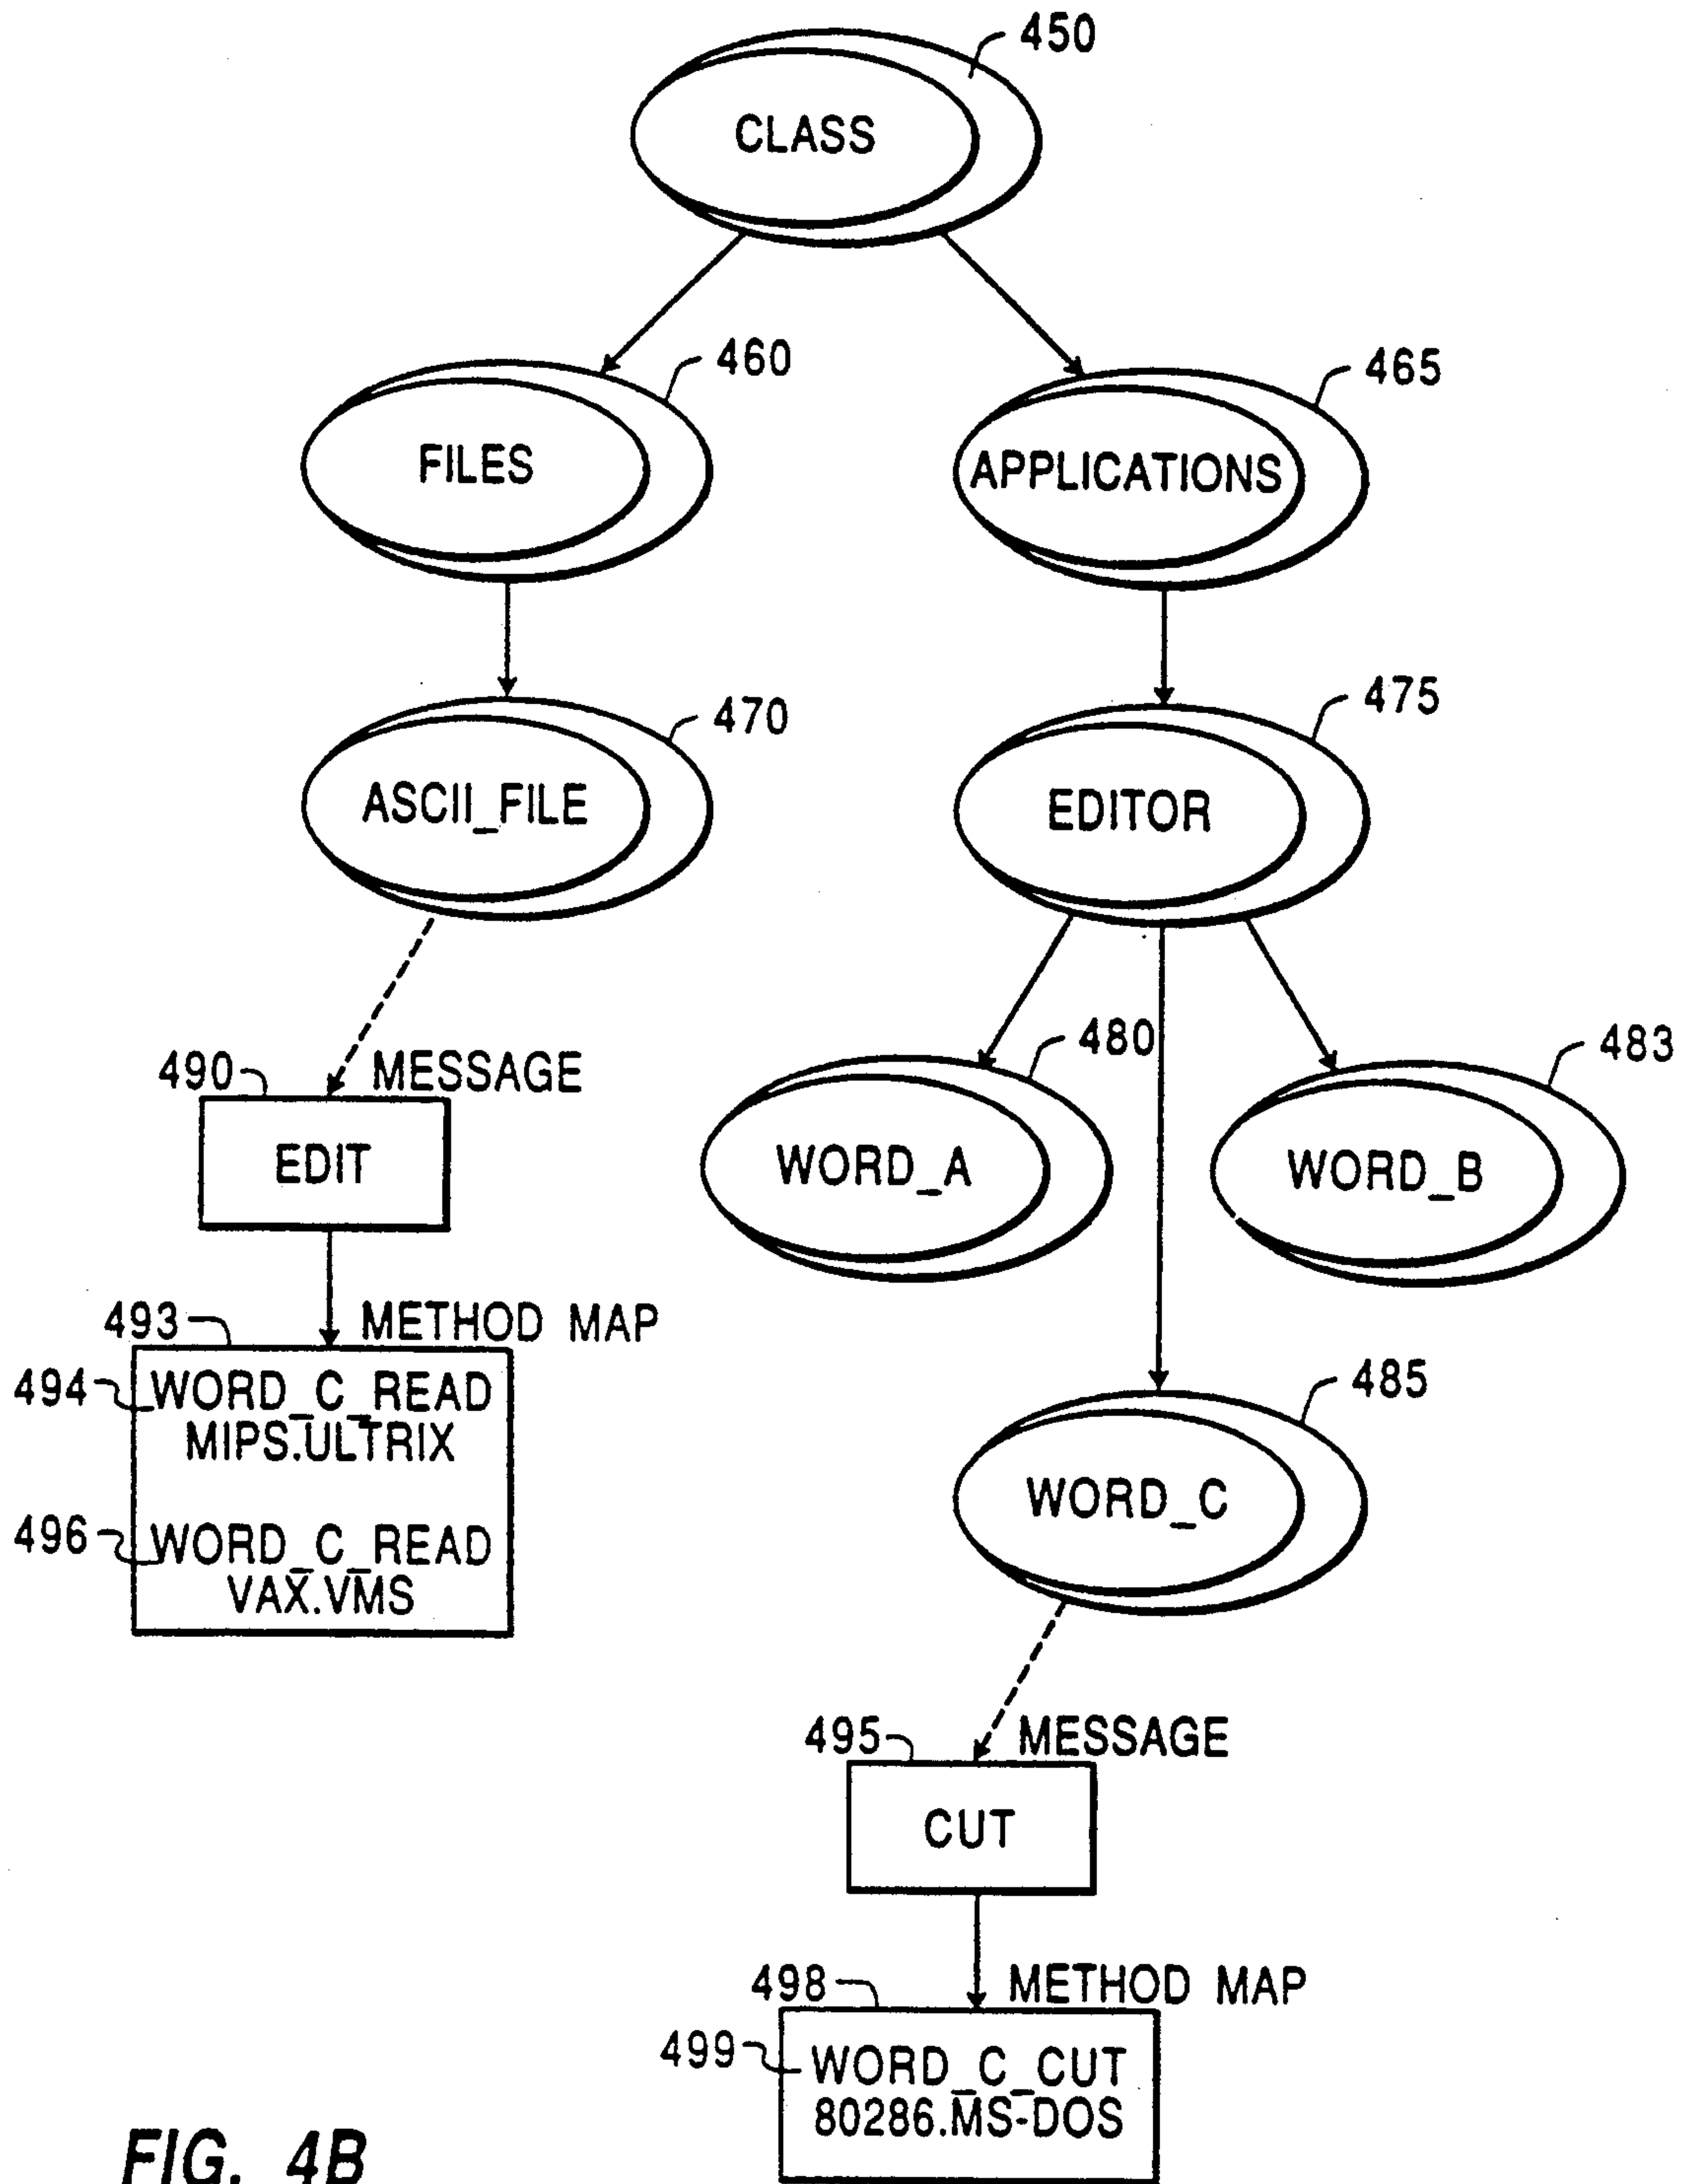 450
CLASS
460
465
FILES
APPLICATIONS
470
475
ASCII_FILE
EDITOR
480
483
490
MESSAGE
EDIT
WORD_A
WORD_B
493
METHOD MAP
494
WORD_C_READ
MIPS.ULTRIX
496
WORD_C_READ
VAX.VMS
485
WORD_C
495
MESSAGE
CUT
498
METHOD MAP
499
WORD_C_CUT
80286.MS-DOS
FIG. 4B